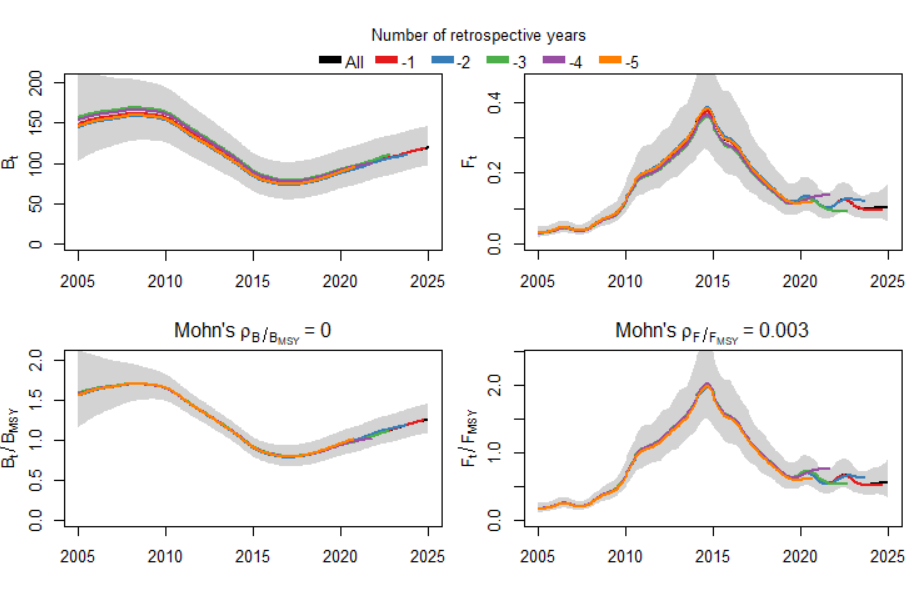 Number of retrospective years
All -1 -2 -3 -4 -5
Bt
0 50 100 150 200
2005 2010 2015 2020 2025
Ft
0.0 0.2 0.4
2005 2010 2015 2020 2025
Mohn's ρB/BMSY = 0
Bt/BMSY
0.0 0.5 1.0 1.5 2.0
2005 2010 2015 2020 2025
Mohn's ρF/FMSY = 0.003
Ft/FMSY
0.0 1.0 2.0
2005 2010 2015 2020 2025